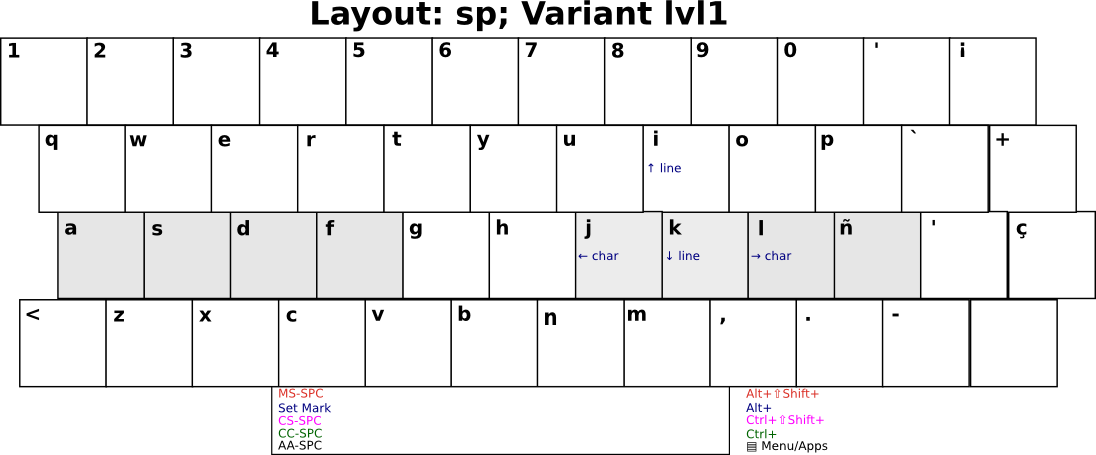 Layout: sp; Variant lvl1
1 2 3 4 5 6 7 8 9 0 ' ¡
q w e r t y u i o p ` +
↑ line
a s d f g h j k l ñ ' ç
← char ↓ line → char
< z x c v b n m , . -
MS-SPC Alt+⇧Shift+
Set Mark Alt+
CS-SPC Ctrl+⇧Shift+
CC-SPC Ctrl+
AA-SPC ▤ Menu/Apps